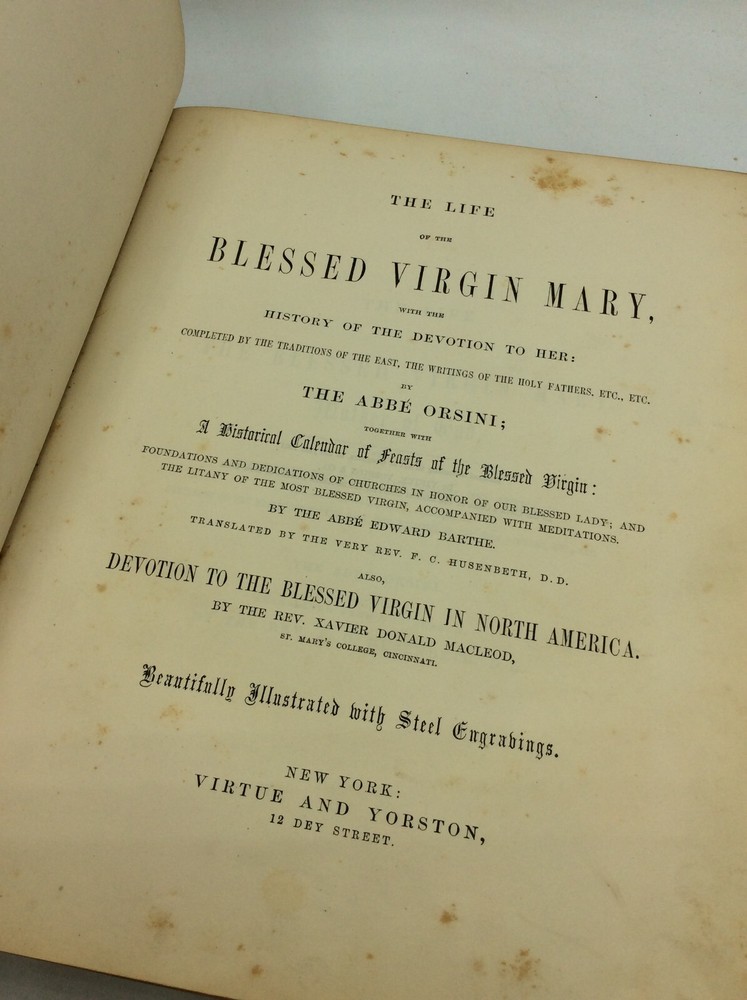 THE LIFE
OF THE
BLESSED VIRGIN MARY,
WITH THE
HISTORY OF THE DEVOTION TO HER:
COMPLETED BY THE TRADITIONS OF THE EAST, THE WRITINGS OF THE HOLY FATHERS, ETC., ETC.
BY
THE ABBÉ ORSINI;
TOGETHER WITH
A Historical Calendar of Feasts of the Blessed Virgin:
FOUNDATIONS AND DEDICATIONS OF CHURCHES IN HONOR OF OUR BLESSED LADY; AND
THE LITANY OF THE MOST BLESSED VIRGIN, ACCOMPANIED WITH MEDITATIONS.
BY THE ABBÉ EDWARD BARTHE.
TRANSLATED BY THE VERY REV. F. C. HUSENBETH, D.D.
ALSO,
DEVOTION TO THE BLESSED VIRGIN IN NORTH AMERICA.
BY THE REV. XAVIER DONALD MACLEOD,
ST. MARY'S COLLEGE, CINCINNATI.
Beautifully Illustrated with Steel Engravings.
NEW YORK:
VIRTUE AND YORSTON,
12 DEY STREET.